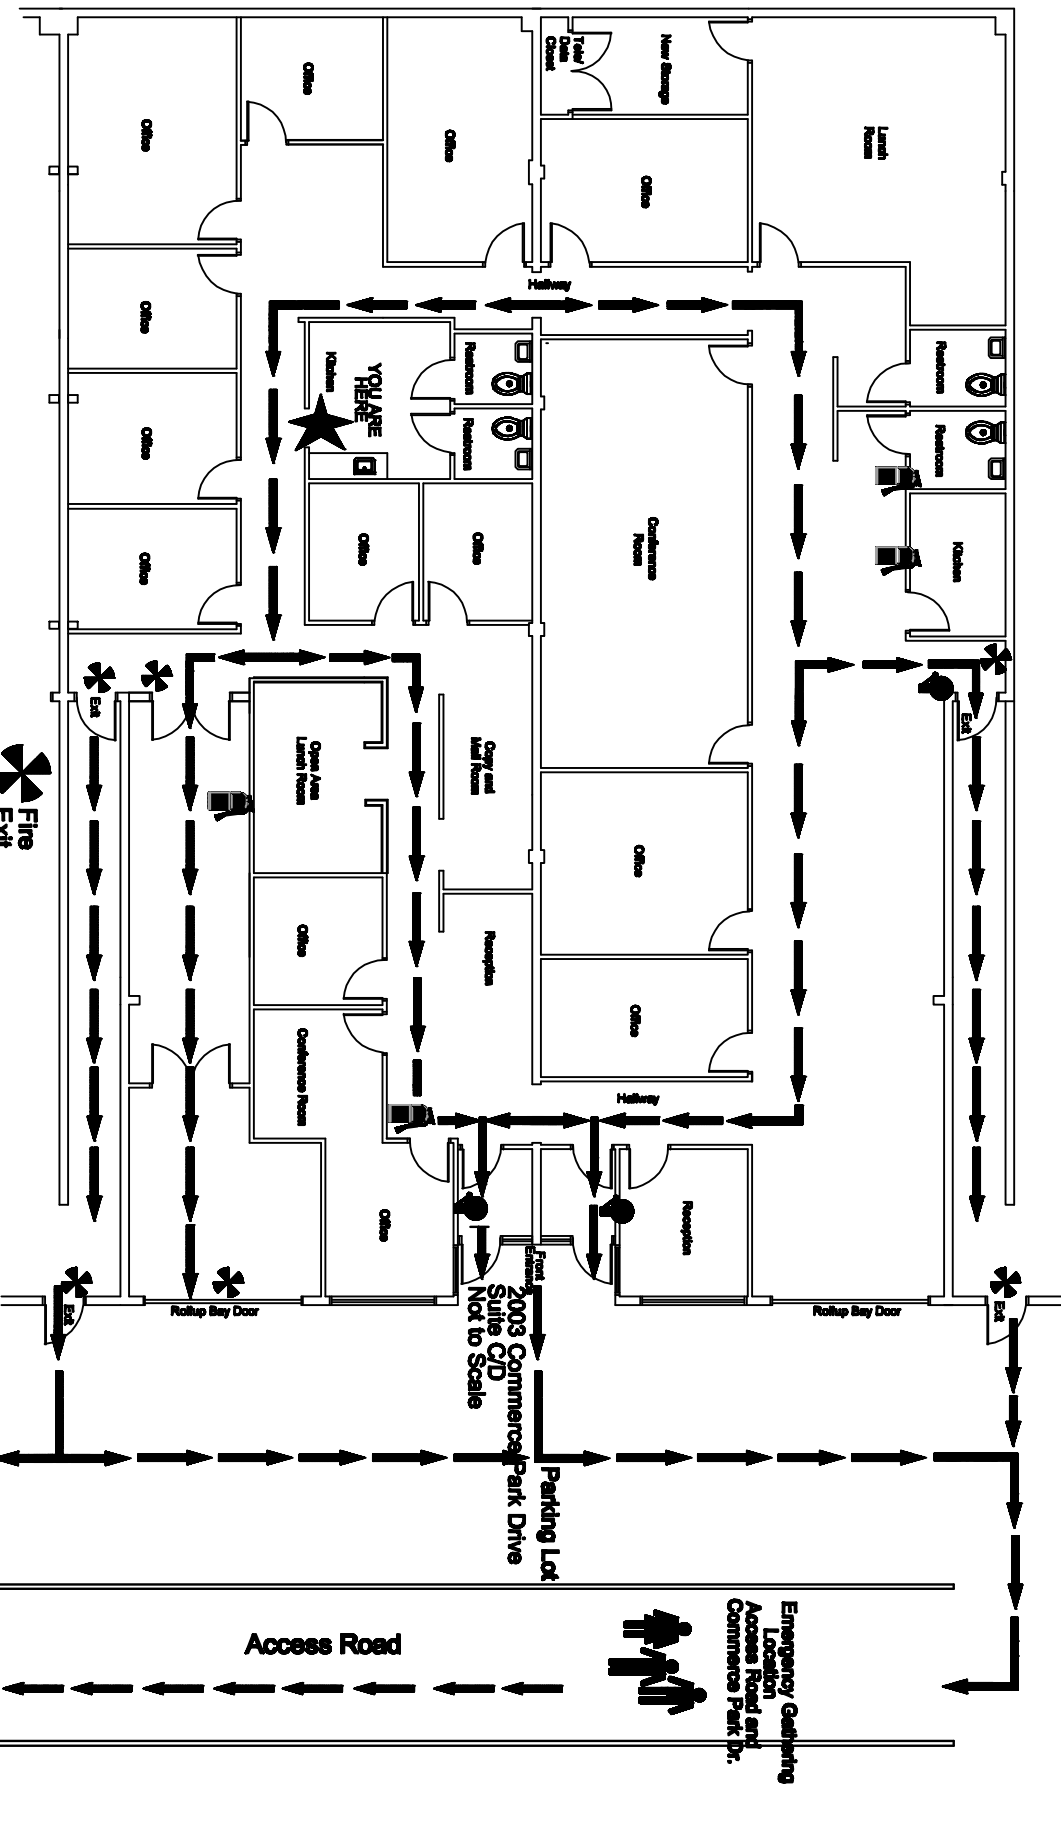 Tele/
Data
Closet
New Storage
Lunch
Room
Office
Office
Office
Office
Hallway
Office
Office
Office
Kitchen
YOU ARE
HERE
Restroom
Restroom
Restroom
Restroom
Kitchen
Office
Office
Conference
Room
Exit
Exit
Open Area
Lunch Room
Copy and
Mail Room
Office
Fire
Exit
Office
Reception
Office
Conference Room
Hallway
Office
Reception
Front
Entrance
Exit
Rollup Bay Door
Rollup Bay Door
Exit
2003 Commerce Park Drive
Suite C/D
Not to Scale
Parking Lot
Access Road
Emergency Gathering
Location
Access Road and
Commerce Park Dr.